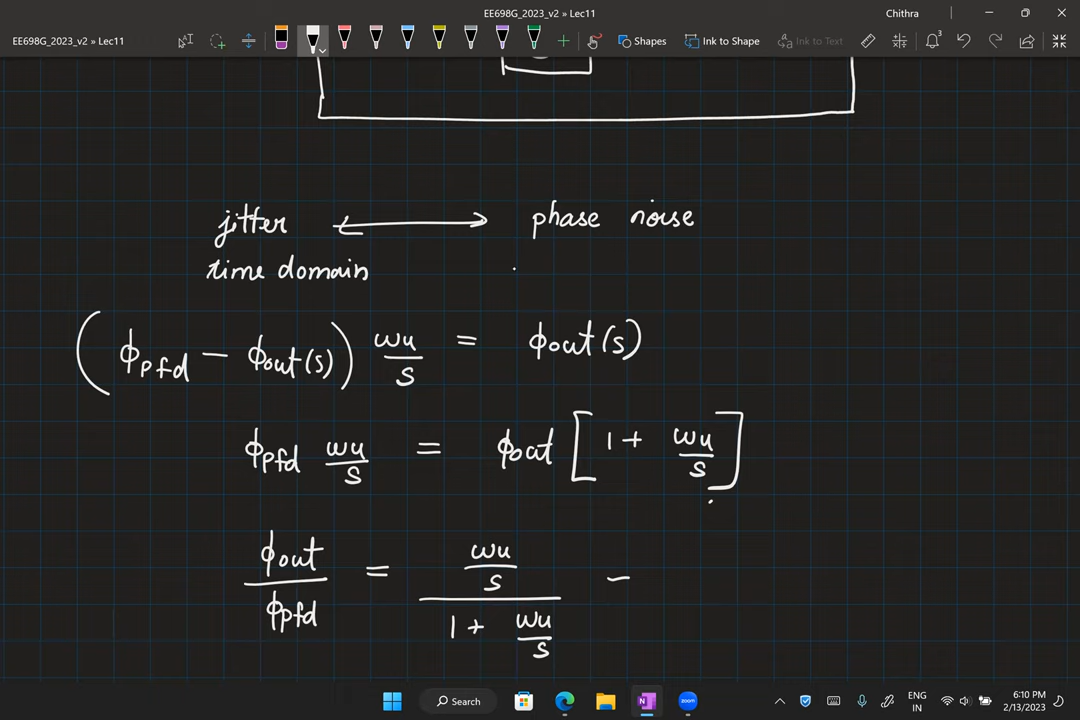 EE698G_2023_v2 » Lec11
Chithra
EE698G_2023_v2 » Lec11
Shapes
Ink to Shape
Ink to Text
3
jitter ⟷ phase noise
time domain
(ϕpfd − ϕout(s)) ωu/s = ϕout(s)
ϕpfd ωu/s = ϕout [1 + ωu/s]
ϕout/ϕpfd = (ωu/s)/(1 + ωu/s) −
Search
zoom
ENG
IN
6:10 PM
2/13/2023